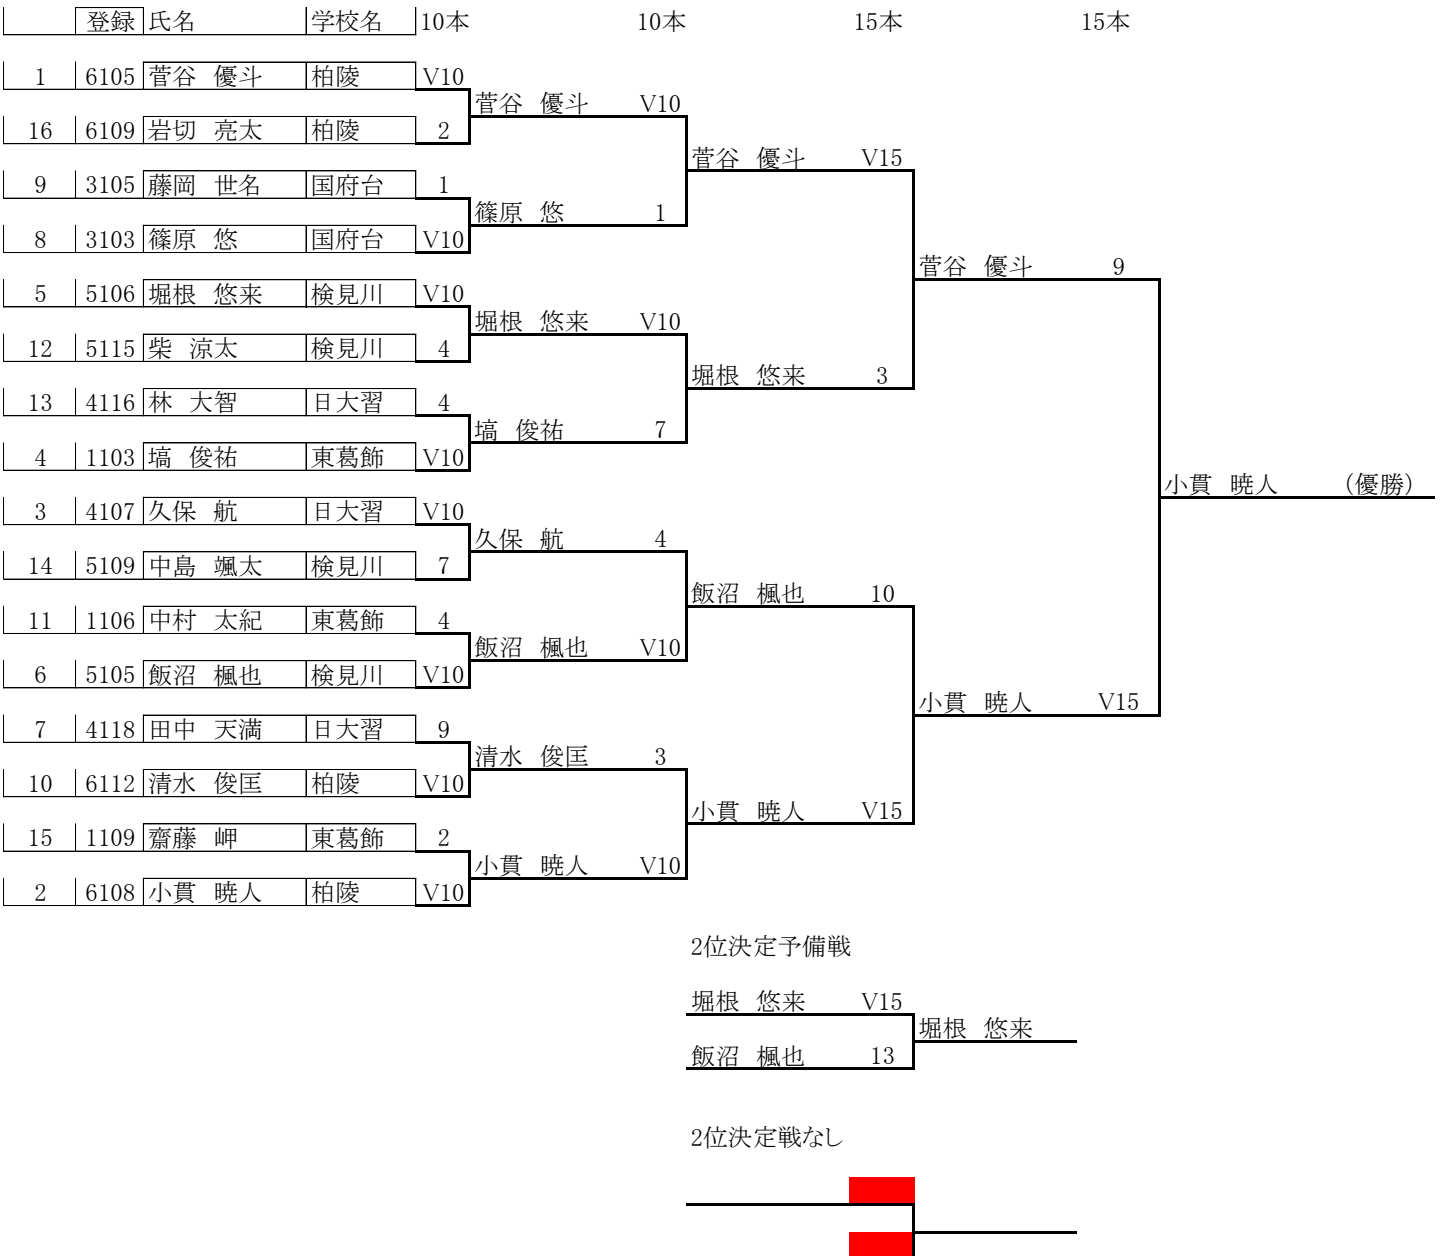 登録 氏名 学校名 10本 10本 15本 15本
1 6105 菅谷 優斗 柏陵 V10
菅谷 優斗 V10
16 6109 岩切 亮太 柏陵 2
菅谷 優斗 V15
9 3105 藤岡 世名 国府台 1
篠原 悠 1
8 3103 篠原 悠 国府台 V10
菅谷 優斗 9
5 5106 堀根 悠来 検見川 V10
堀根 悠来 V10
12 5115 柴 涼太 検見川 4
堀根 悠来 3
13 4116 林 大智 日大習 4
塙 俊祐 7
4 1103 塙 俊祐 東葛飾 V10
小貫 暁人 (優勝)
3 4107 久保 航 日大習 V10
久保 航 4
14 5109 中島 颯太 検見川 7
飯沼 楓也 10
11 1106 中村 太紀 東葛飾 4
飯沼 楓也 V10
6 5105 飯沼 楓也 検見川 V10
小貫 暁人 V15
7 4118 田中 天満 日大習 9
清水 俊匡 3
10 6112 清水 俊匡 柏陵 V10
小貫 暁人 V15
15 1109 齋藤 岬 東葛飾 2
小貫 暁人 V10
2 6108 小貫 暁人 柏陵 V10
2位決定予備戦
堀根 悠来 V15
堀根 悠来
飯沼 楓也 13
2位決定戦なし